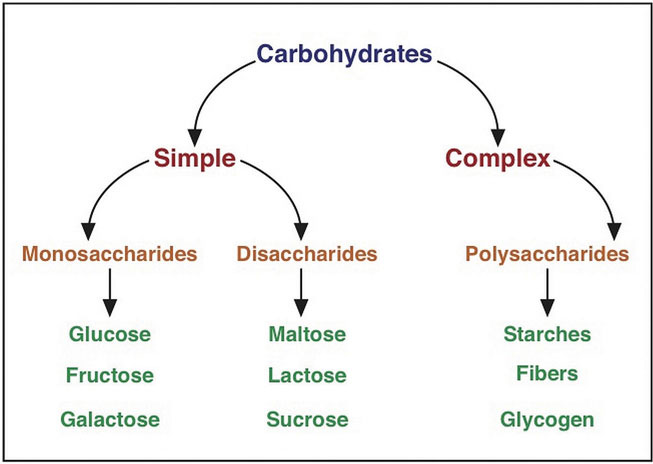 Carbohydrates
Simple
Complex
Monosaccharides
Disaccharides
Polysaccharides
Glucose
Maltose
Starches
Fructose
Lactose
Fibers
Galactose
Sucrose
Glycogen